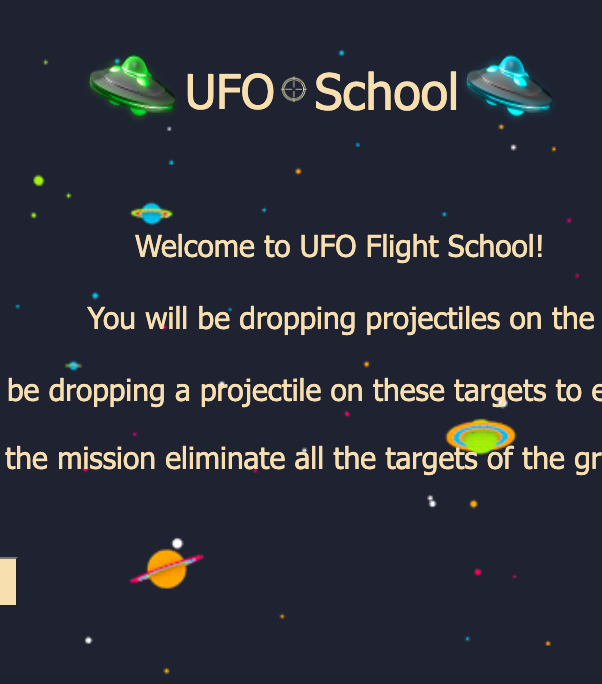 UFO School
Welcome to UFO Flight School!
You will be dropping projectiles on the
be dropping a projectile on these targets to
the mission eliminate all the targets of the